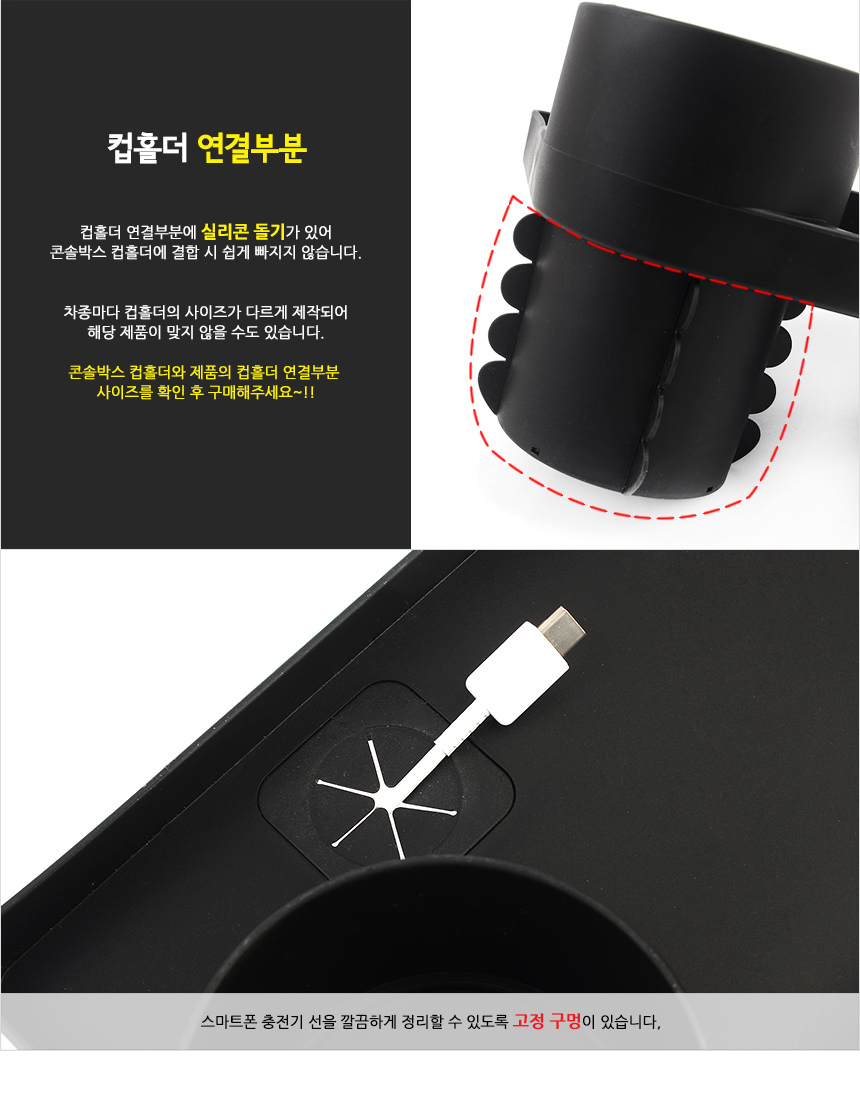 컵홀더 연결부분
컵홀더 연결부분에 실리콘 돌기가 있어
콘솔박스 컵홀더에 결합 시 쉽게 빠지지 않습니다.
차종마다 컵홀더의 사이즈가 다르게 제작되어
해당 제품이 맞지 않을 수도 있습니다.
콘솔박스 컵홀더와 제품의 컵홀더 연결부분
사이즈를 확인 후 구매해주세요~!!
스마트폰 충전기 선을 깔끔하게 정리할 수 있도록 고정 구멍이 있습니다,